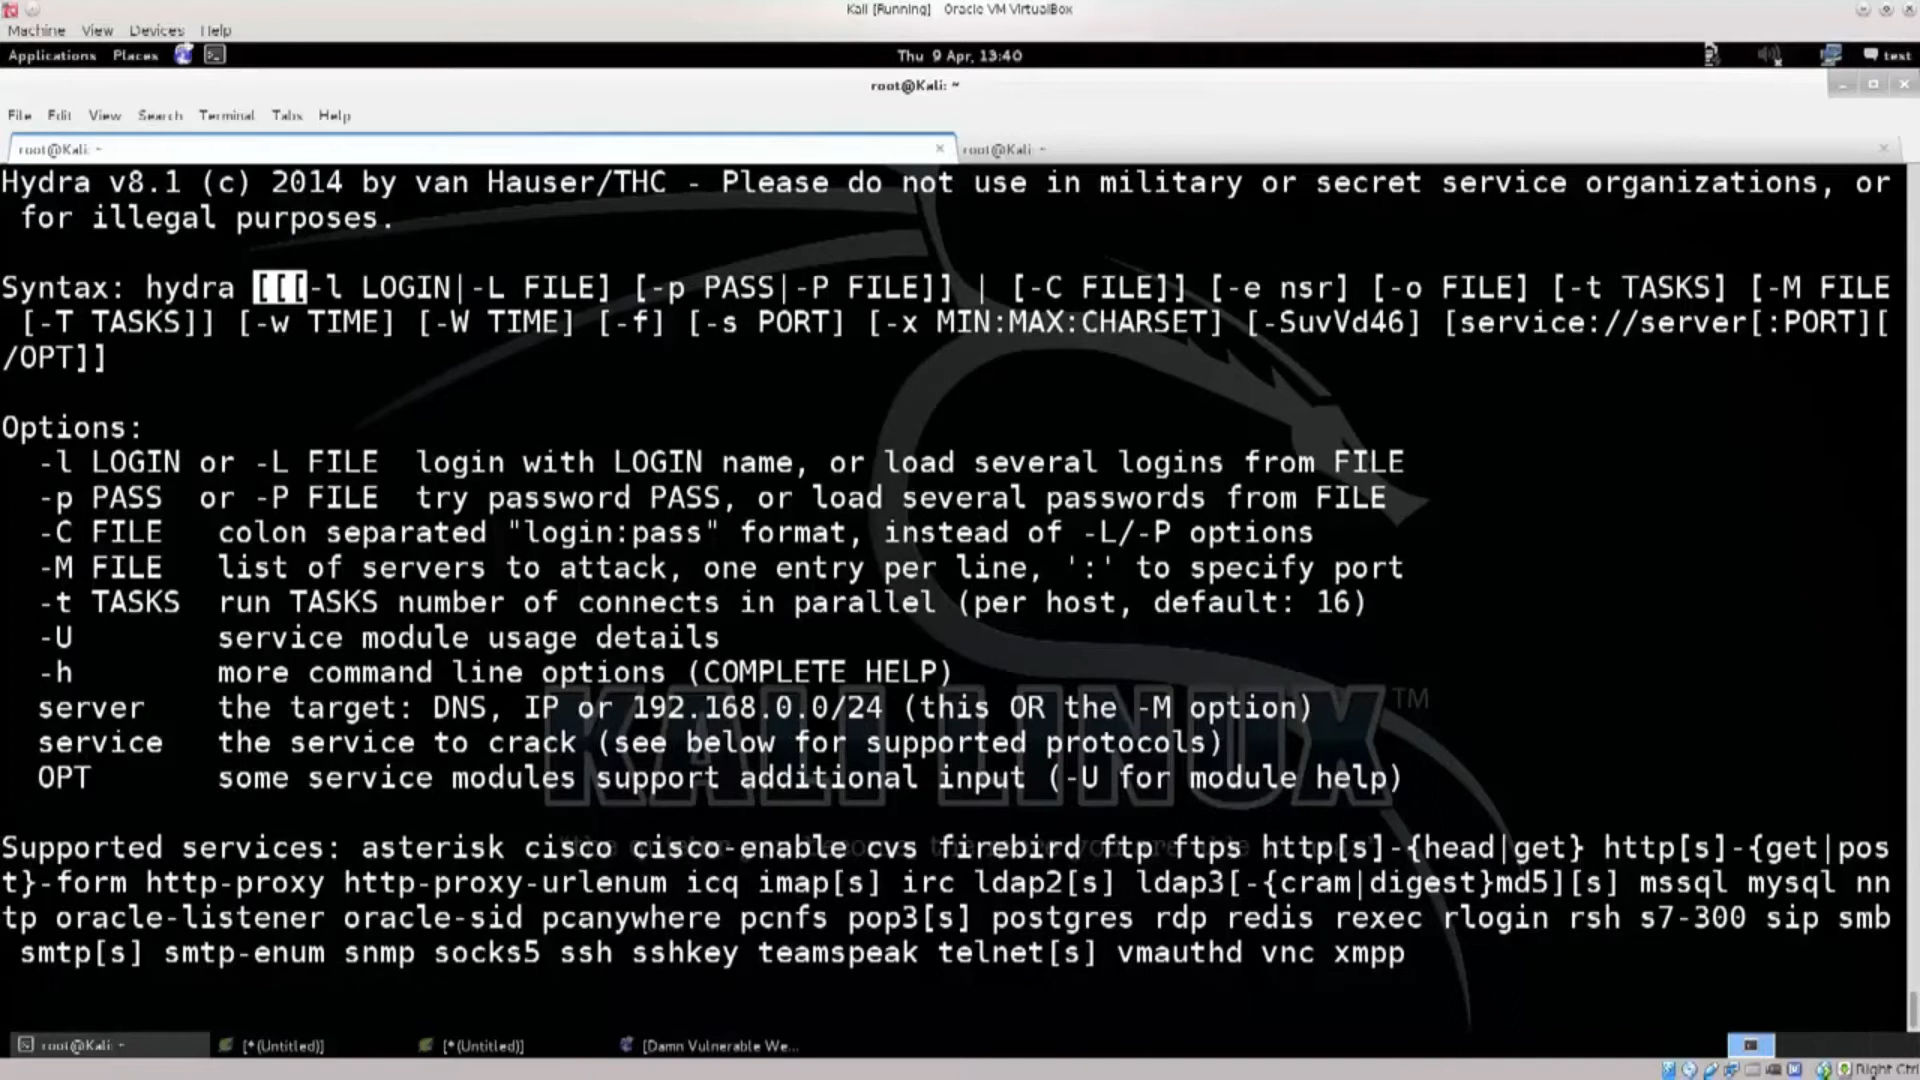 Kali [Running] - Oracle VM VirtualBox
Machine View Devices Help
Applications Places
Thu 9 Apr, 13:40
text
root@Kali: ~
File Edit View Search Terminal Tabs Help
root@Kali: ~
root@Kali: ~
Hydra v8.1 (c) 2014 by van Hauser/THC - Please do not use in military or secret service organizations, or
for illegal purposes.
Syntax: hydra [[[-l LOGIN|-L FILE] [-p PASS|-P FILE]] | [-C FILE]] [-e nsr] [-o FILE] [-t TASKS] [-M FILE
[-T TASKS]] [-w TIME] [-W TIME] [-f] [-s PORT] [-x MIN:MAX:CHARSET] [-SuvVd46] [service://server[:PORT][
/OPT]]
Options:
-l LOGIN or -L FILE  login with LOGIN name, or load several logins from FILE
-p PASS  or -P FILE  try password PASS, or load several passwords from FILE
-C FILE   colon separated "login:pass" format, instead of -L/-P options
-M FILE   list of servers to attack, one entry per line, ':' to specify port
-t TASKS  run TASKS number of connects in parallel (per host, default: 16)
-U        service module usage details
-h        more command line options (COMPLETE HELP)
server    the target: DNS, IP or 192.168.0.0/24 (this OR the -M option)
service   the service to crack (see below for supported protocols)
OPT       some service modules support additional input (-U for module help)
KALI LINUX TM
Supported services: asterisk cisco cisco-enable cvs firebird ftp ftps http[s]-{head|get} http[s]-{get|pos
t}-form http-proxy http-proxy-urlenum icq imap[s] irc ldap2[s] ldap3[-{cram|digest}md5][s] mssql mysql nn
tp oracle-listener oracle-sid pcanywhere pcnfs pop3[s] postgres rdp redis rexec rlogin rsh s7-300 sip smb
smtp[s] smtp-enum snmp socks5 ssh sshkey teamspeak telnet[s] vmauthd vnc xmpp
root@Kali: ~
[*(Untitled)]
[*(Untitled)]
[Damn Vulnerable We...
Right Ctrl